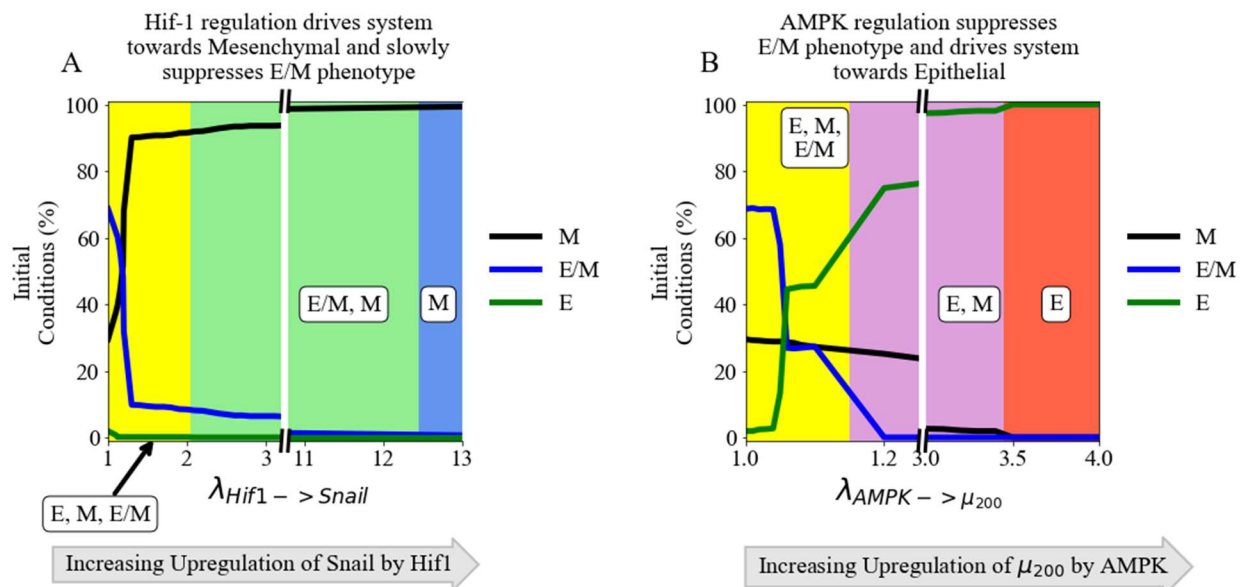 Hif-1 regulation drives system
towards Mesenchymal and slowly
suppresses E/M phenotype
A
100
80
60
40
20
0
Initial
Conditions (%)
E/M, M
M
1
2
3
11
12
13
λHif1 - > Snail
E, M, E/M
M
E/M
E
Increasing Upregulation of Snail by Hif1
AMPK regulation suppresses
E/M phenotype and drives system
towards Epithelial
B
100
80
60
40
20
0
Initial
Conditions (%)
E, M,
E/M
E, M
E
1.0
1.2
3.0
3.5
4.0
λAMPK - > μ200
M
E/M
E
Increasing Upregulation of μ200 by AMPK